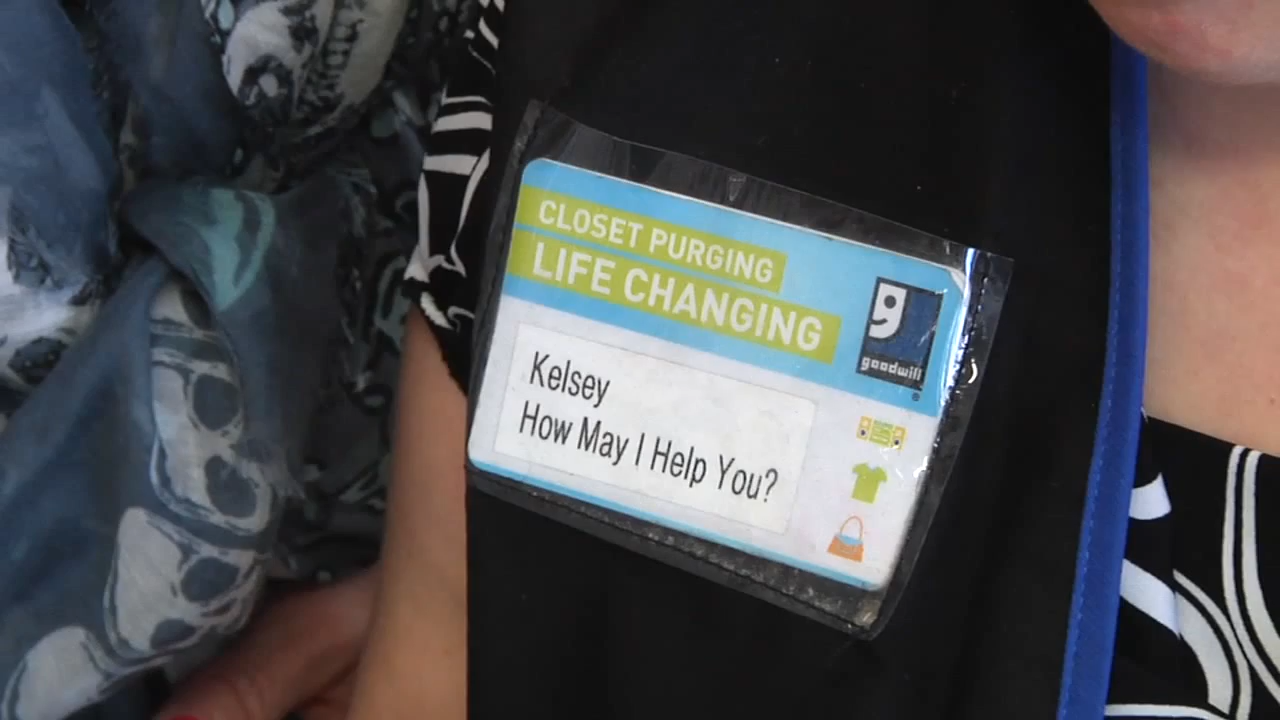 CLOSET PURGING
LIFE CHANGING
goodwill
Kelsey
How May I Help You?